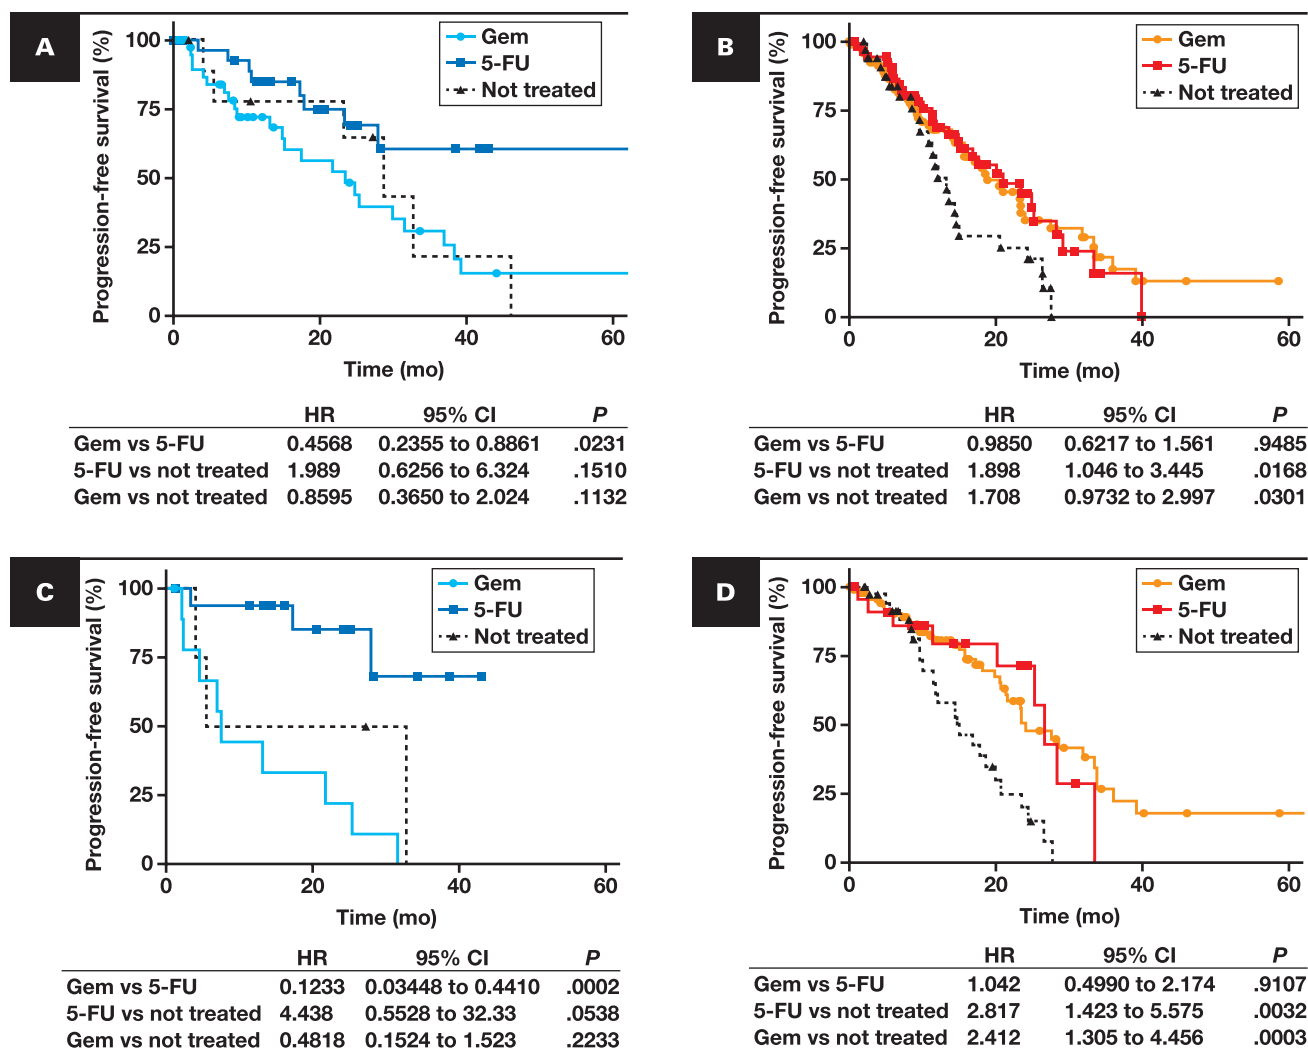 A
Progression-free survival (%)
100
75
50
25
0
0 20 40 60
Time (mo)
Gem
5-FU
Not treated
HR 95% CI P
Gem vs 5-FU 0.4568 0.2355 to 0.8861 .0231
5-FU vs not treated 1.989 0.6256 to 6.324 .1510
Gem vs not treated 0.8595 0.3650 to 2.024 .1132
B
Progression-free survival (%)
100
75
50
25
0
0 20 40 60
Time (mo)
Gem
5-FU
Not treated
HR 95% CI P
Gem vs 5-FU 0.9850 0.6217 to 1.561 .9485
5-FU vs not treated 1.898 1.046 to 3.445 .0168
Gem vs not treated 1.708 0.9732 to 2.997 .0301
C
Progression-free survival (%)
100
75
50
25
0
0 20 40 60
Time (mo)
Gem
5-FU
Not treated
HR 95% CI P
Gem vs 5-FU 0.1233 0.03448 to 0.4410 .0002
5-FU vs not treated 4.438 0.5528 to 32.33 .0538
Gem vs not treated 0.4818 0.1524 to 1.523 .2233
D
Progression-free survival (%)
100
75
50
25
0
0 20 40 60
Time (mo)
Gem
5-FU
Not treated
HR 95% CI P
Gem vs 5-FU 1.042 0.4990 to 2.174 .9107
5-FU vs not treated 2.817 1.423 to 5.575 .0032
Gem vs not treated 2.412 1.305 to 4.456 .0003